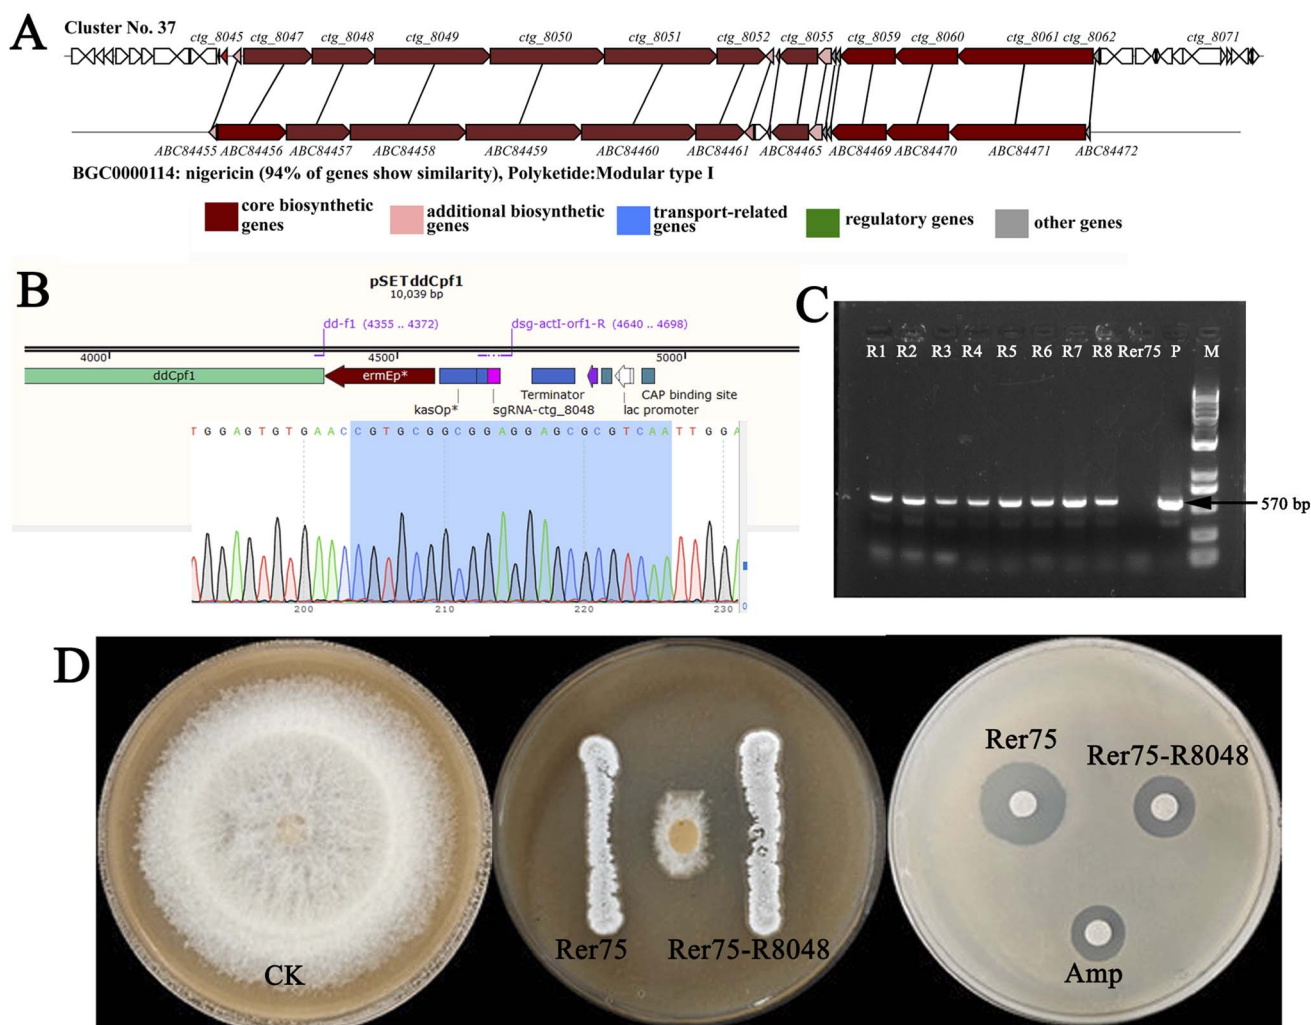 A
Cluster No. 37
ctg_8045 ctg_8047 ctg_8048 ctg_8049 ctg_8050 ctg_8051 ctg_8052 ctg_8055 ctg_8059 ctg_8060 ctg_8061 ctg_8062 ctg_8071
ABC84455 ABC84456 ABC84457 ABC84458 ABC84459 ABC84460 ABC84461 ABC84465 ABC84469 ABC84470 ABC84471 ABC84472
BGC0000114: nigericin (94% of genes show similarity), Polyketide:Modular type I
core biosynthetic
genes
additional biosynthetic
genes
transport-related
genes
regulatory genes
other genes
B
pSETddCpf1
10,039 bp
dd-f1 (4355 .. 4372)
dsg-actI-orf1-R (4640 .. 4698)
4000 4500 5000
ddCpf1
ermEp*
Terminator
CAP binding site
kasOp*
sgRNA-ctg_8048
lac promoter
T G G A G T G T G A A C C G T G C G G C G G A G G A G C G C G T C A A T T G G A
200 210 220 230
C
R1 R2 R3 R4 R5 R6 R7 R8 Rer75 P M
570 bp
D
CK
Rer75
Rer75-R8048
Rer75
Rer75-R8048
Amp